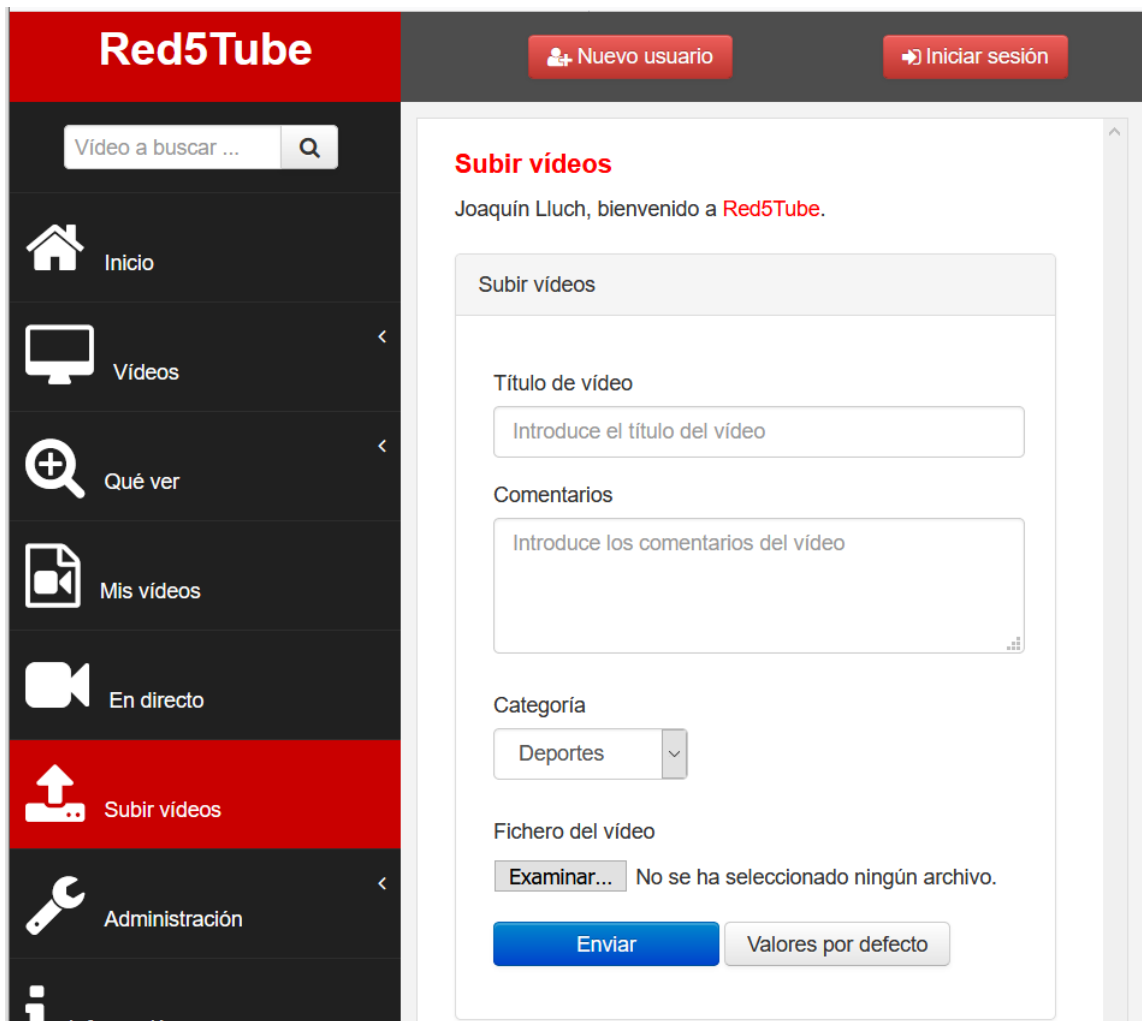 Red5Tube
Nuevo usuario
Iniciar sesión
Vídeo a buscar ...
Inicio
Vídeos
Qué ver
Mis vídeos
En directo
Subir vídeos
Administración
Subir vídeos
Joaquín Lluch, bienvenido a Red5Tube.
Subir vídeos
Título de vídeo
Introduce el título del vídeo
Comentarios
Introduce los comentarios del vídeo
Categoría
Deportes
Fichero del vídeo
Examinar... No se ha seleccionado ningún archivo.
Enviar Valores por defecto